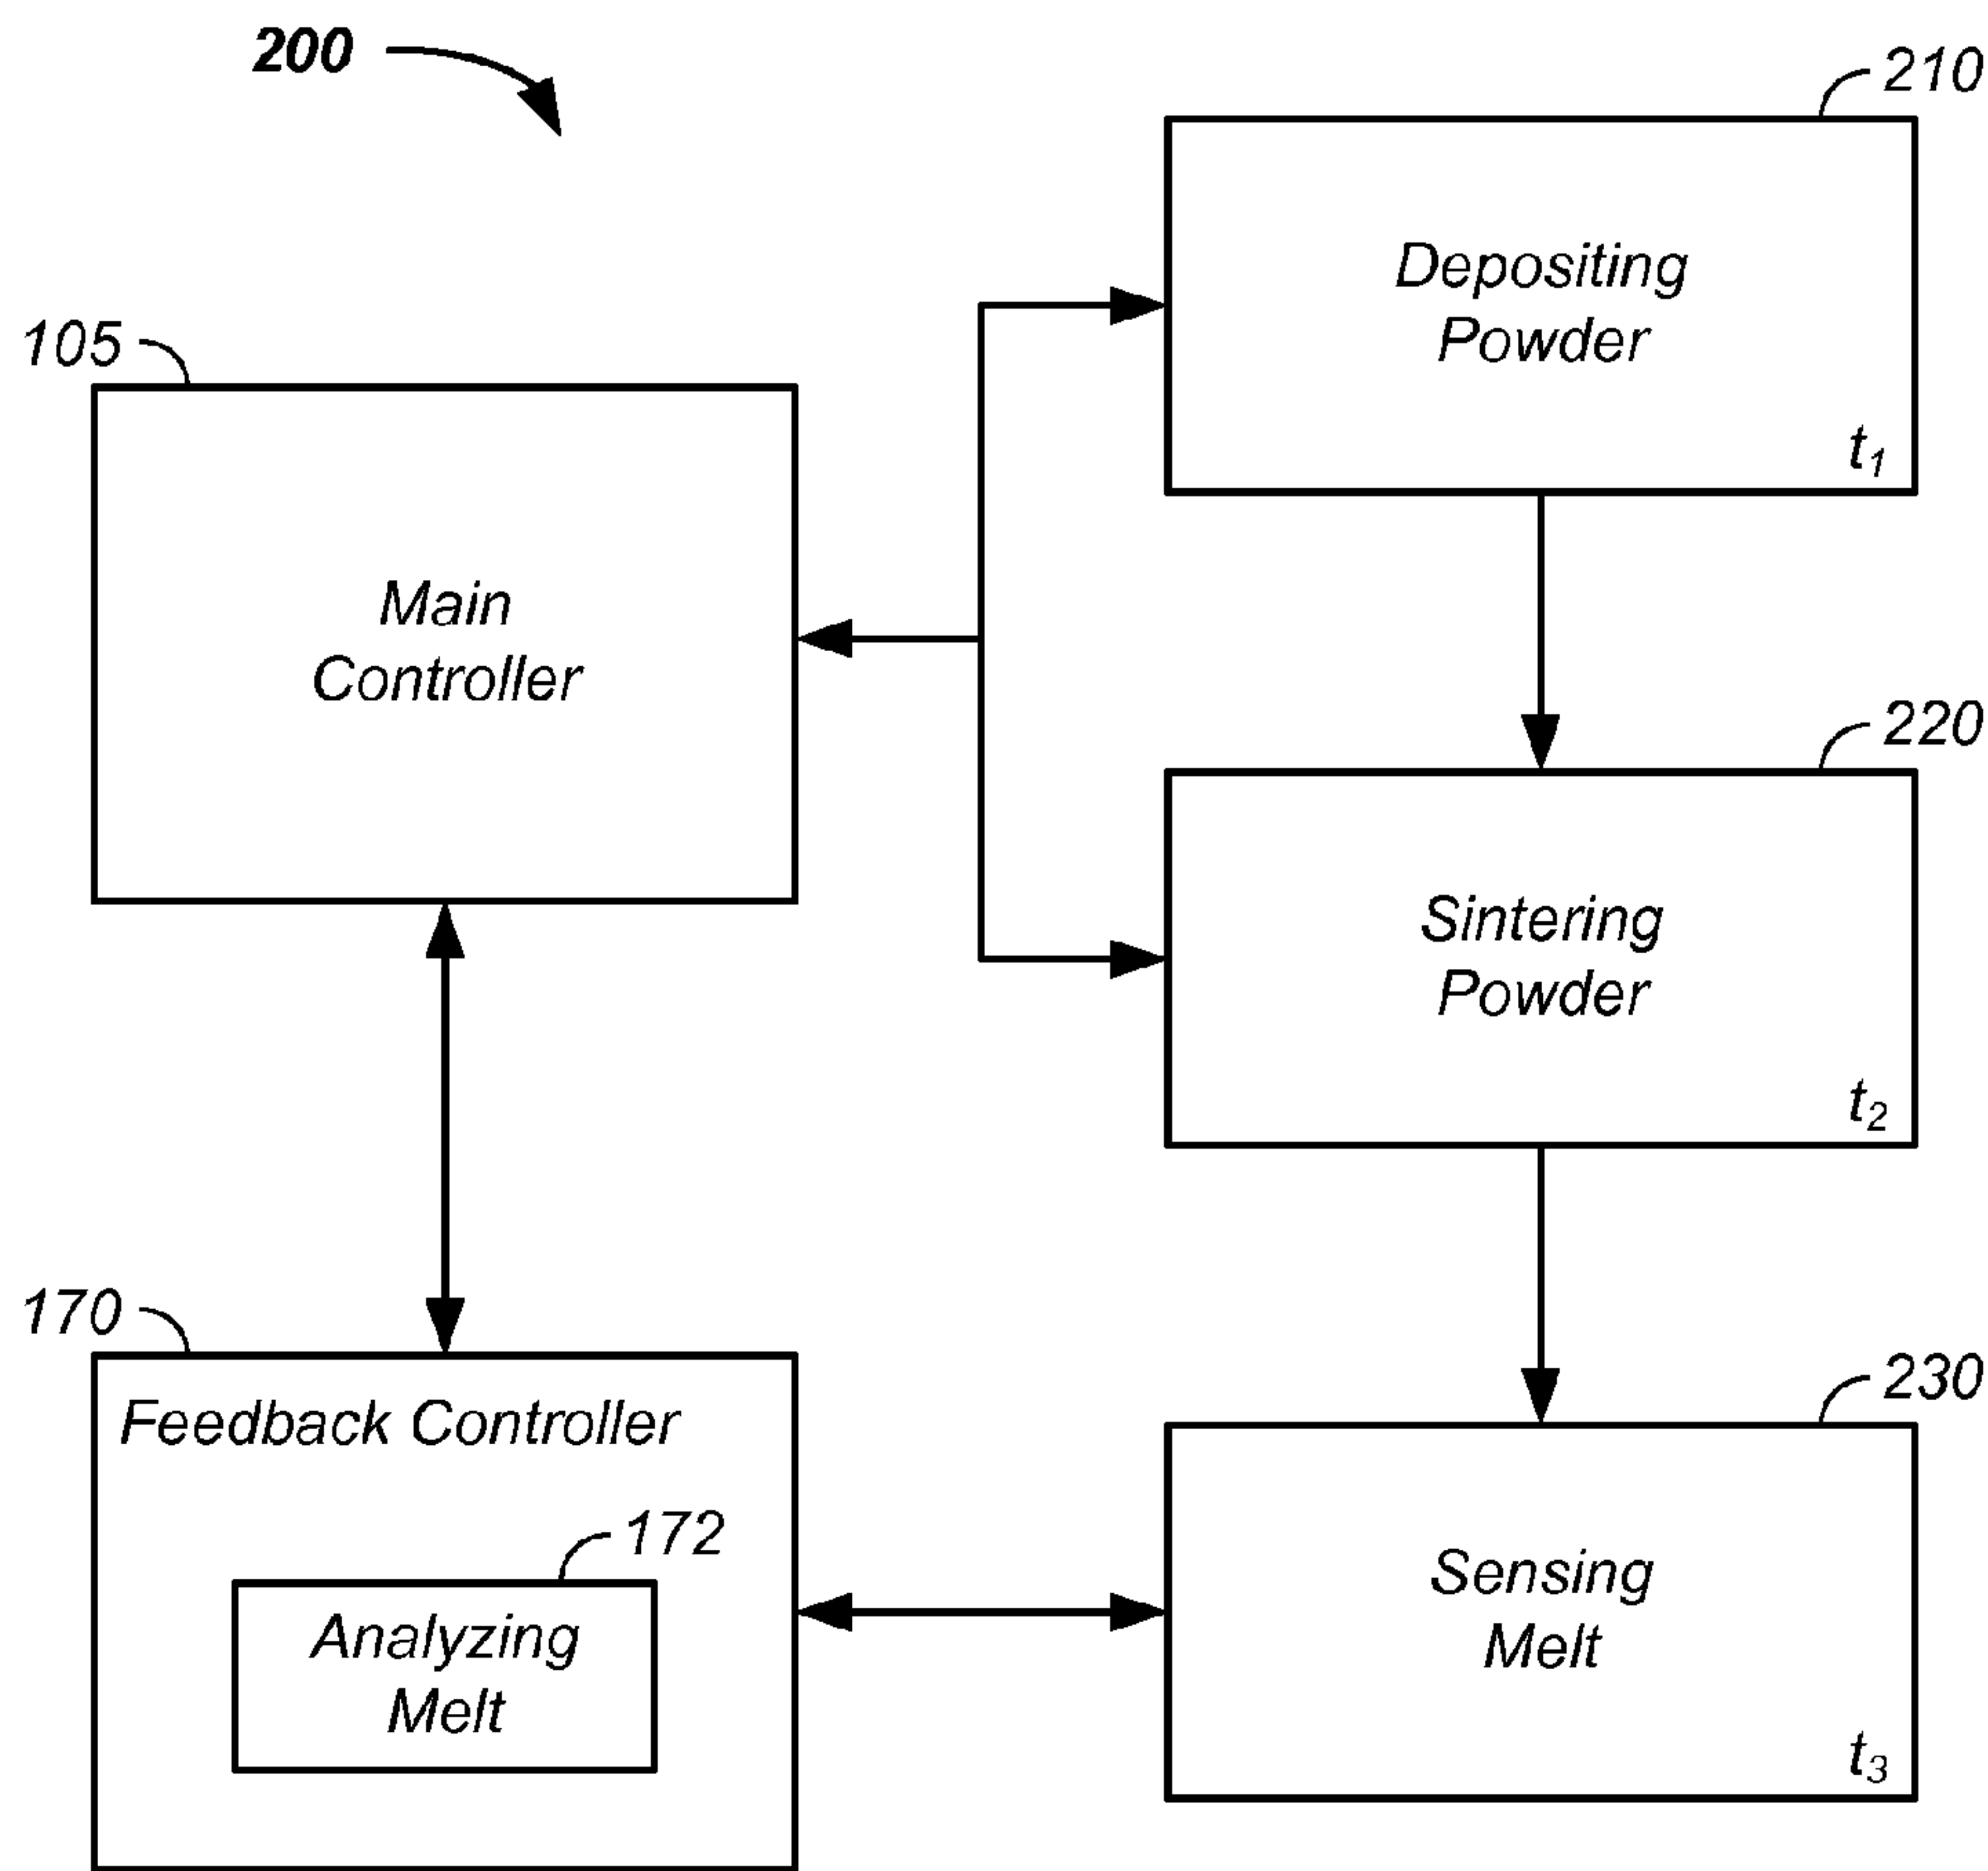 200
210
Depositing
Powder
t1
105
Main
Controller
220
Sintering
Powder
t2
170
Feedback Controller
172
Analyzing
Melt
230
Sensing
Melt
t3